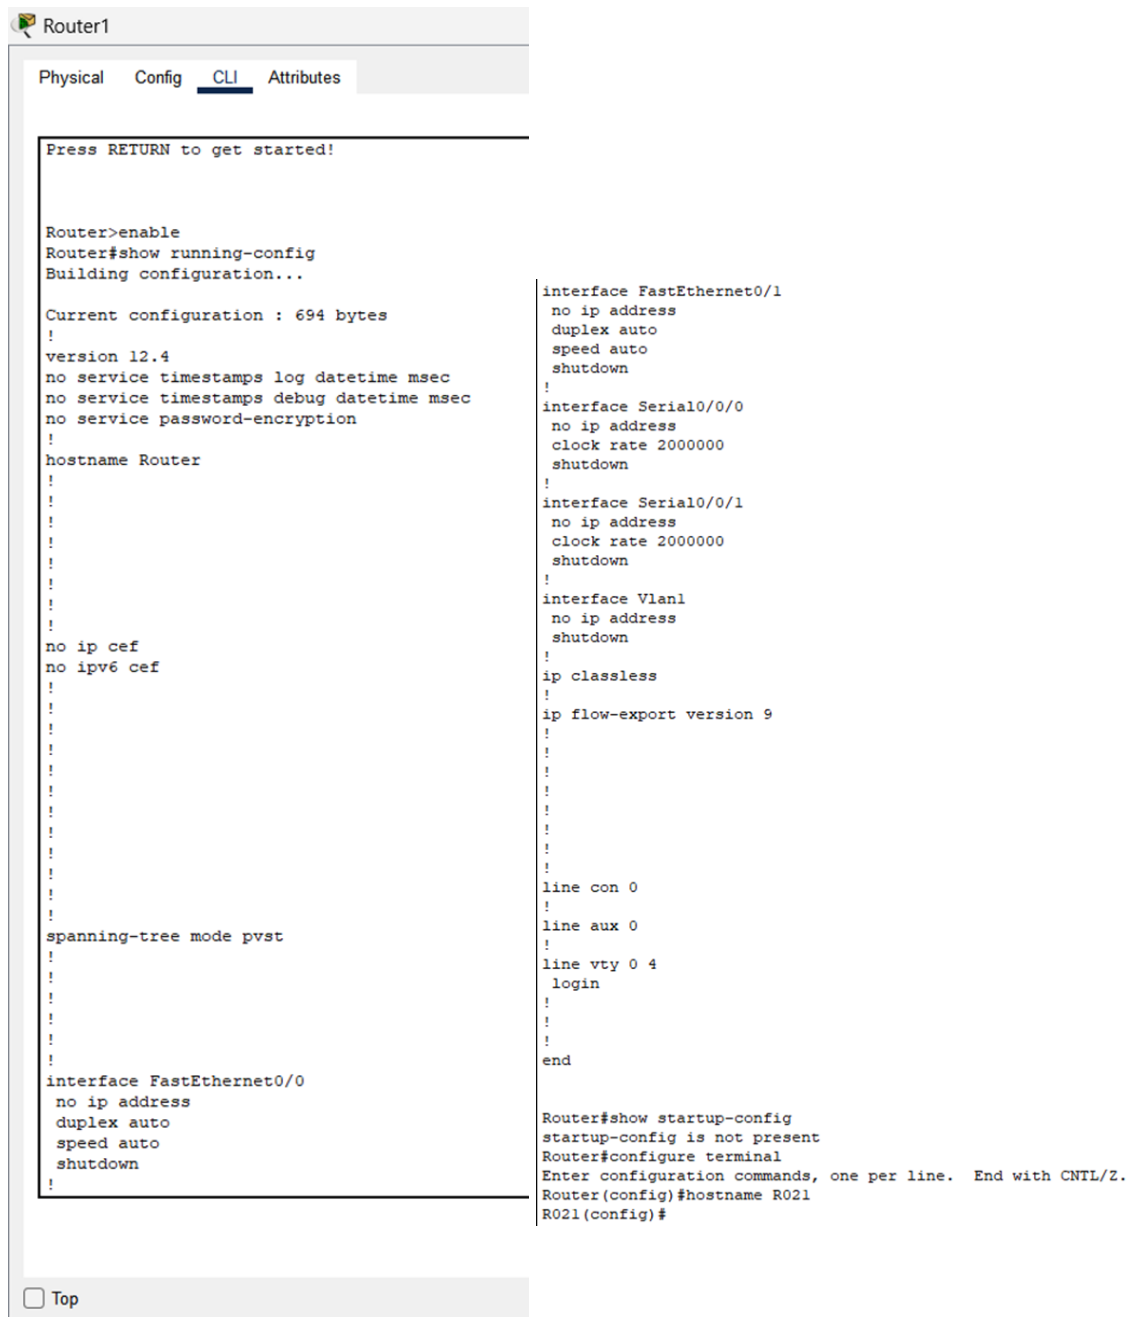 Router1
Physical Config CLI Attributes
Press RETURN to get started!
Router>enable
Router#show running-config
Building configuration...
Current configuration : 694 bytes
!
version 12.4
no service timestamps log datetime msec
no service timestamps debug datetime msec
no service password-encryption
!
hostname Router
!
!
!
!
!
!
!
!
no ip cef
no ipv6 cef
!
!
!
!
!
!
!
!
!
!
!
!
spanning-tree mode pvst
!
!
!
!
!
!
interface FastEthernet0/0
 no ip address
 duplex auto
 speed auto
 shutdown
!
Top
interface FastEthernet0/1
 no ip address
 duplex auto
 speed auto
 shutdown
!
interface Serial0/0/0
 no ip address
 clock rate 2000000
 shutdown
!
interface Serial0/0/1
 no ip address
 clock rate 2000000
 shutdown
!
interface Vlan1
 no ip address
 shutdown
!
ip classless
!
ip flow-export version 9
!
!
!
!
!
!
!
!
line con 0
!
line aux 0
!
line vty 0 4
 login
!
!
!
end
Router#show startup-config
startup-config is not present
Router#configure terminal
Enter configuration commands, one per line.  End with CNTL/Z.
Router(config)#hostname R021
R021(config)#